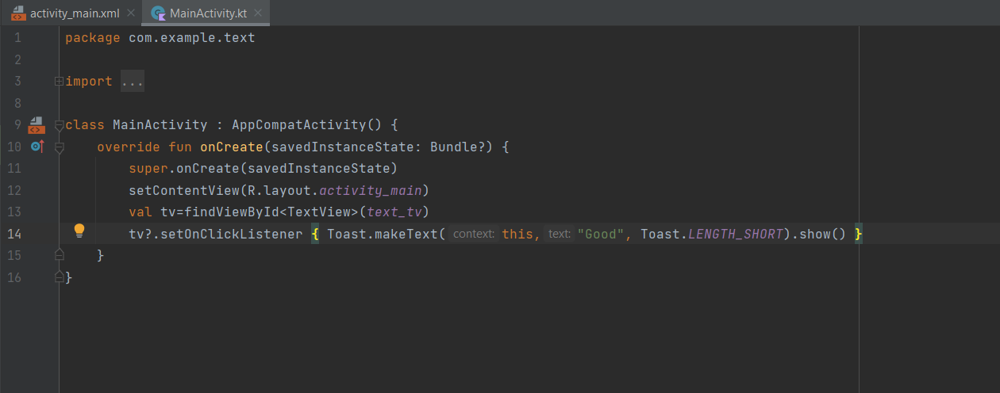 activity_main.xml MainActivity.kt
1 package com.example.text
2
3 import ...
8
9 class MainActivity : AppCompatActivity() {
10 override fun onCreate(savedInstanceState: Bundle?) {
11 super.onCreate(savedInstanceState)
12 setContentView(R.layout.activity_main)
13 val tv=findViewById<TextView>(text_tv)
14 tv?.setOnClickListener { Toast.makeText( context: this, text: "Good", Toast.LENGTH_SHORT).show() }
15 }
16 }